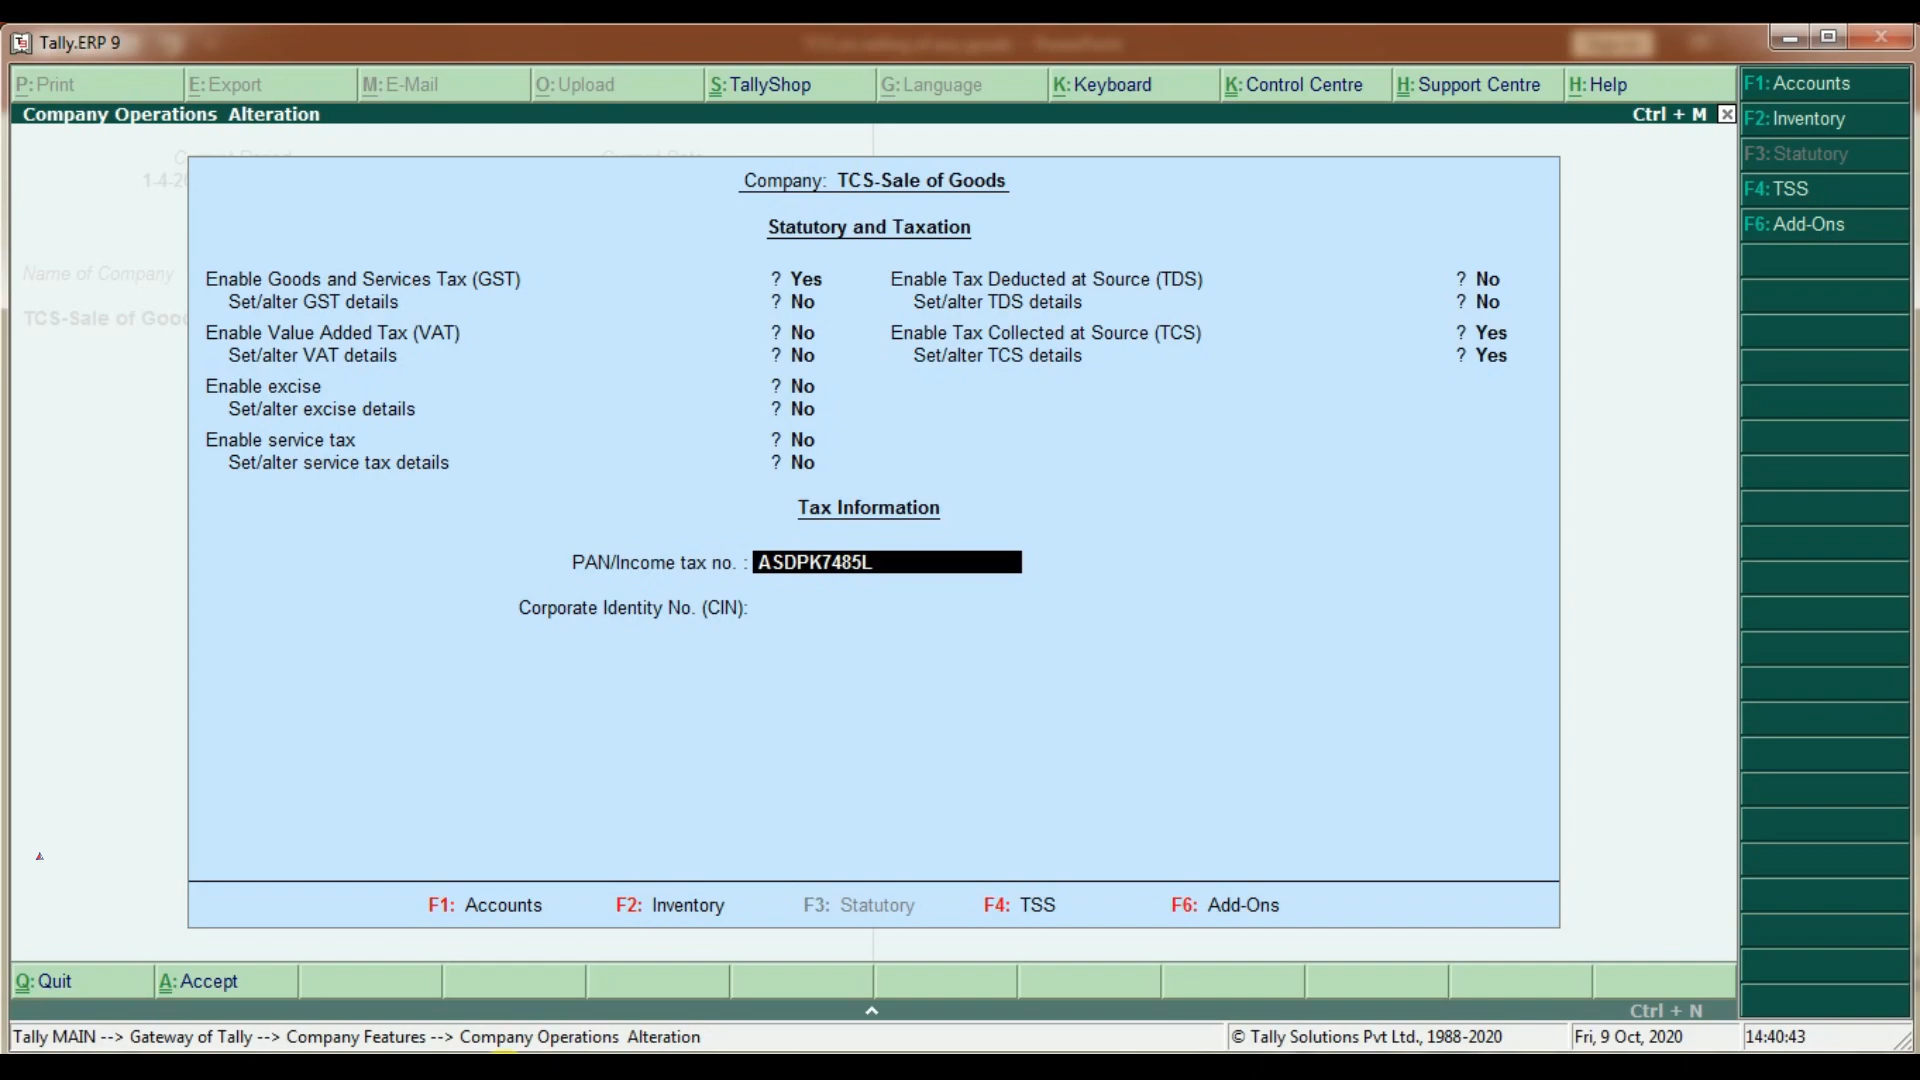 Tally.ERP 9
P: Print E: Export M: E-Mail O: Upload S: TallyShop G: Language K: Keyboard K: Control Centre H: Support Centre H: Help
Company Operations Alteration Ctrl + M
F1: Accounts
F2: Inventory
F3: Statutory
F4: TSS
F6: Add-Ons
Name of Company
Company: TCS-Sale of Goods
Statutory and Taxation
Enable Goods and Services Tax (GST) ? Yes Enable Tax Deducted at Source (TDS) ? No
Set/alter GST details ? No Set/alter TDS details ? No
Enable Value Added Tax (VAT) ? No Enable Tax Collected at Source (TCS) ? Yes
Set/alter VAT details ? No Set/alter TCS details ? Yes
Enable excise ? No
Set/alter excise details ? No
Enable service tax ? No
Set/alter service tax details ? No
Tax Information
PAN/Income tax no. : ASDPK7485L
Corporate Identity No. (CIN):
F1: Accounts F2: Inventory F3: Statutory F4: TSS F6: Add-Ons
Q: Quit A: Accept
Ctrl + N
Tally MAIN --> Gateway of Tally --> Company Features --> Company Operations Alteration © Tally Solutions Pvt Ltd., 1988-2020 Fri, 9 Oct, 2020 14:40:43